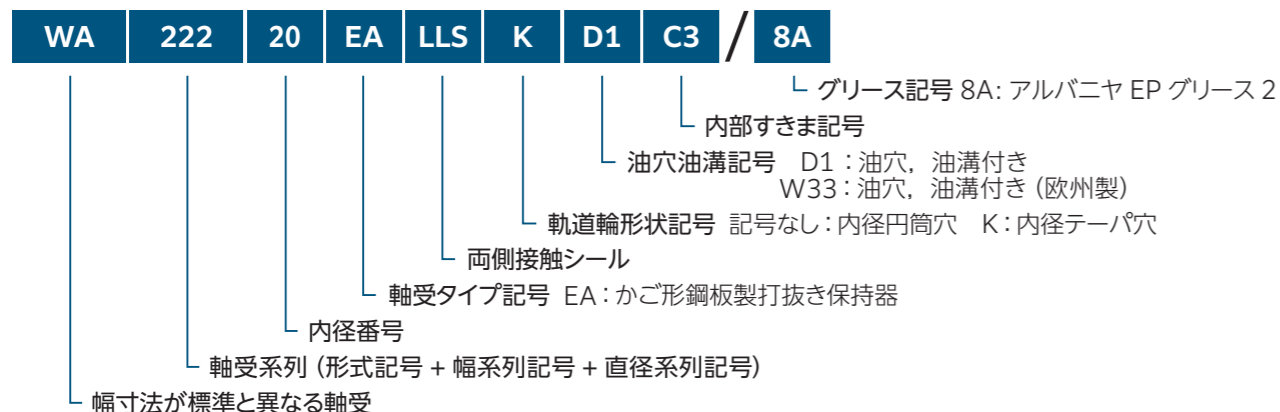 WA 222 20 EA LLS K D1 C3 / 8A
グリース記号 8A: アルバニヤ EP グリース 2
内部すきま記号
油穴油溝記号 D1：油穴，油溝付き
W33：油穴，油溝付き (欧州製)
軌道輪形状記号 記号なし：内径円筒穴 K：内径テーパ穴
両側接触シール
軸受タイプ記号 EA：かご形鋼板製打抜き保持器
内径番号
軸受系列 (形式記号 + 幅系列記号 + 直径系列記号)
幅寸法が標準と異なる軸受